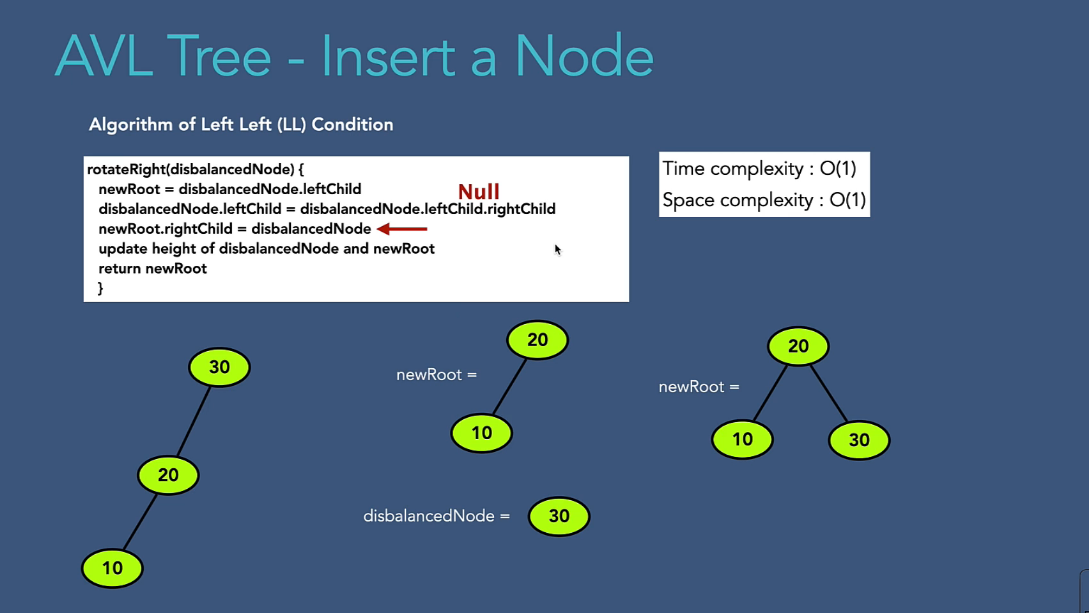 AVL Tree - Insert a Node
Algorithm of Left Left (LL) Condition
rotateRight(disbalancedNode) {
newRoot = disbalancedNode.leftChild
Null
disbalancedNode.leftChild = disbalancedNode.leftChild.rightChild
newRoot.rightChild = disbalancedNode
update height of disbalancedNode and newRoot
return newRoot
}
Time complexity : O(1)
Space complexity : O(1)
30
20
10
newRoot =
20
10
disbalancedNode =
30
newRoot =
20
10
30